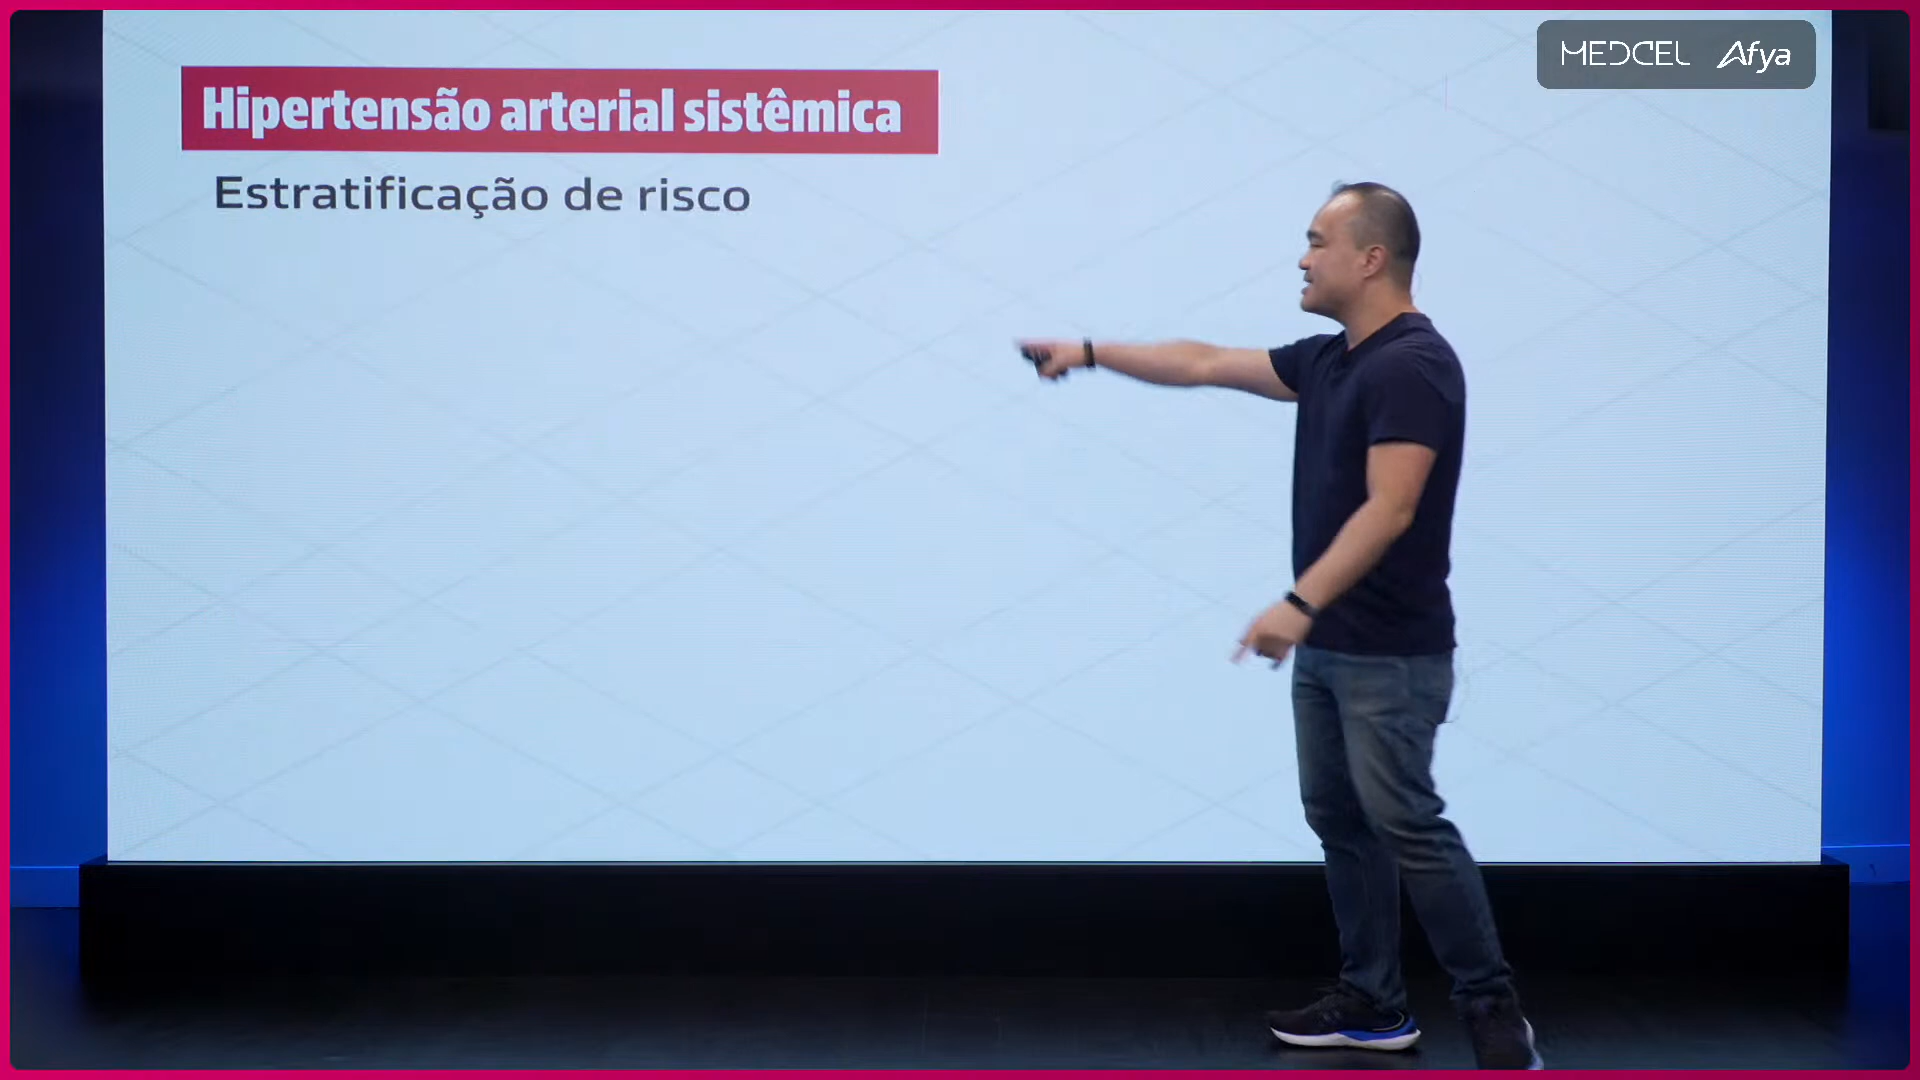 MEDCEL Afya
Hipertensão arterial sistêmica
Estratificação de risco